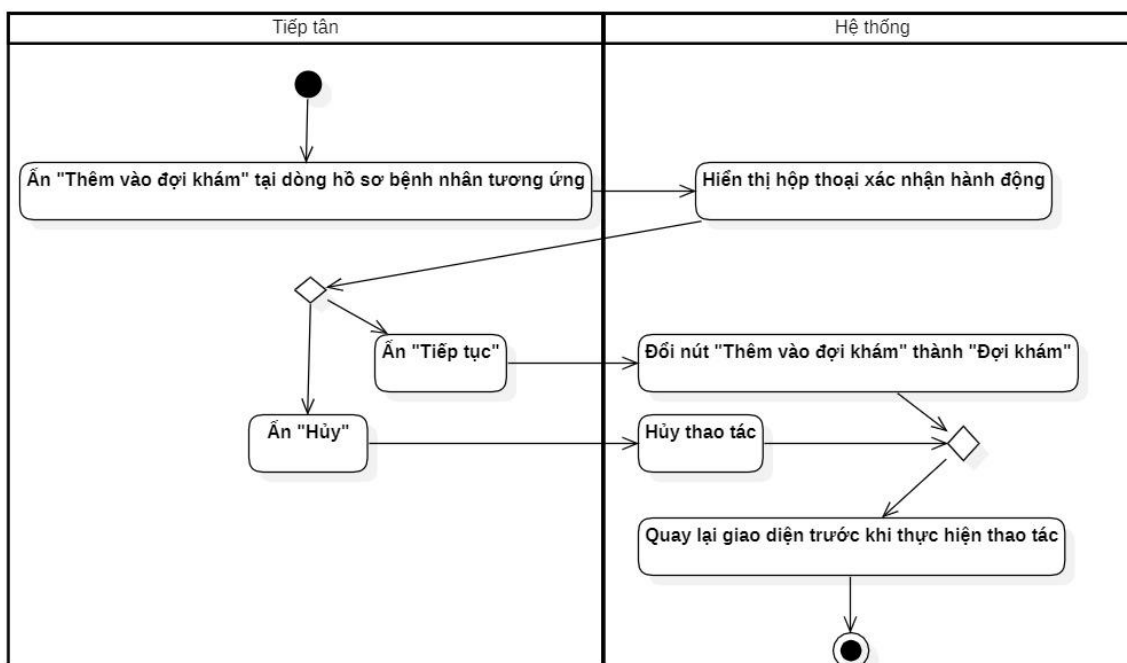 Tiếp tân
Hệ thống
Ấn "Thêm vào đợi khám" tại dòng hồ sơ bệnh nhân tương ứng
Hiển thị hộp thoại xác nhận hành động
Ấn "Tiếp tục"
Đổi nút "Thêm vào đợi khám" thành "Đợi khám"
Ấn "Hủy"
Hủy thao tác
Quay lại giao diện trước khi thực hiện thao tác